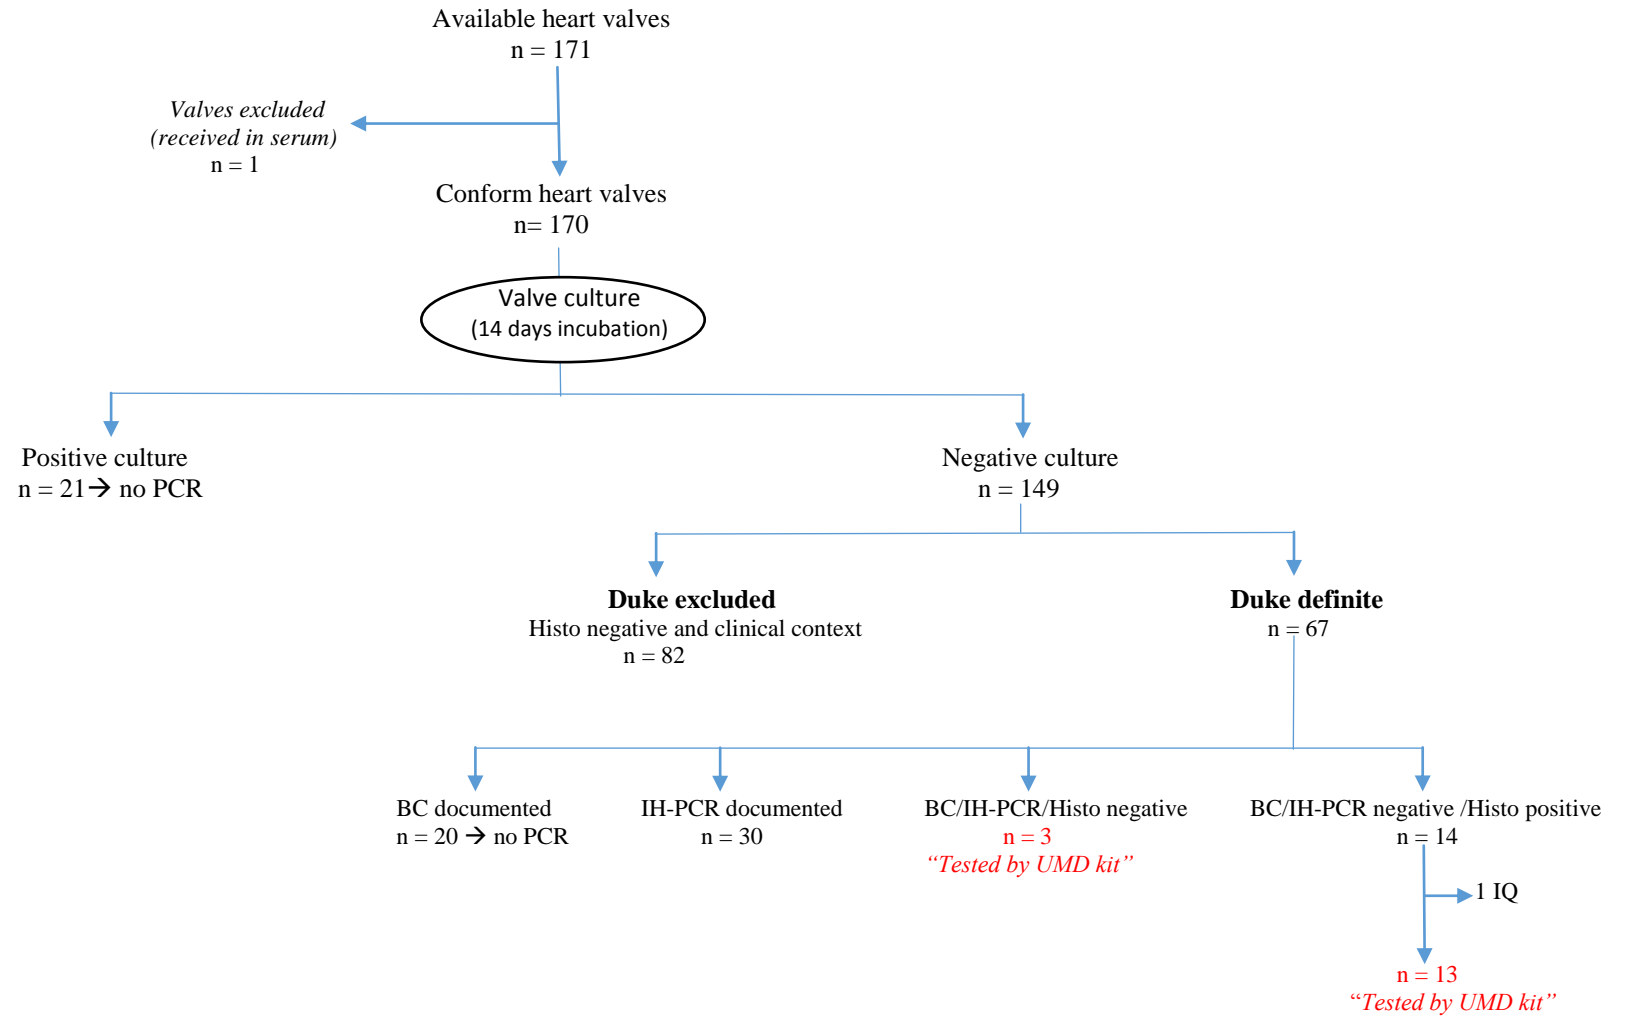 Available heart valves
n = 171
Valves excluded
(received in serum)
n = 1
Conform heart valves
n= 170
Valve culture
(14 days incubation)
Positive culture
n = 21→ no PCR
Negative culture
n = 149
Duke excluded
Histo negative and clinical context
n = 82
Duke definite
n = 67
BC documented
n = 20 → no PCR
IH-PCR documented
n = 30
BC/IH-PCR/Histo negative
n = 3
“Tested by UMD kit”
BC/IH-PCR negative /Histo positive
n = 14
1 IQ
n = 13
“Tested by UMD kit”